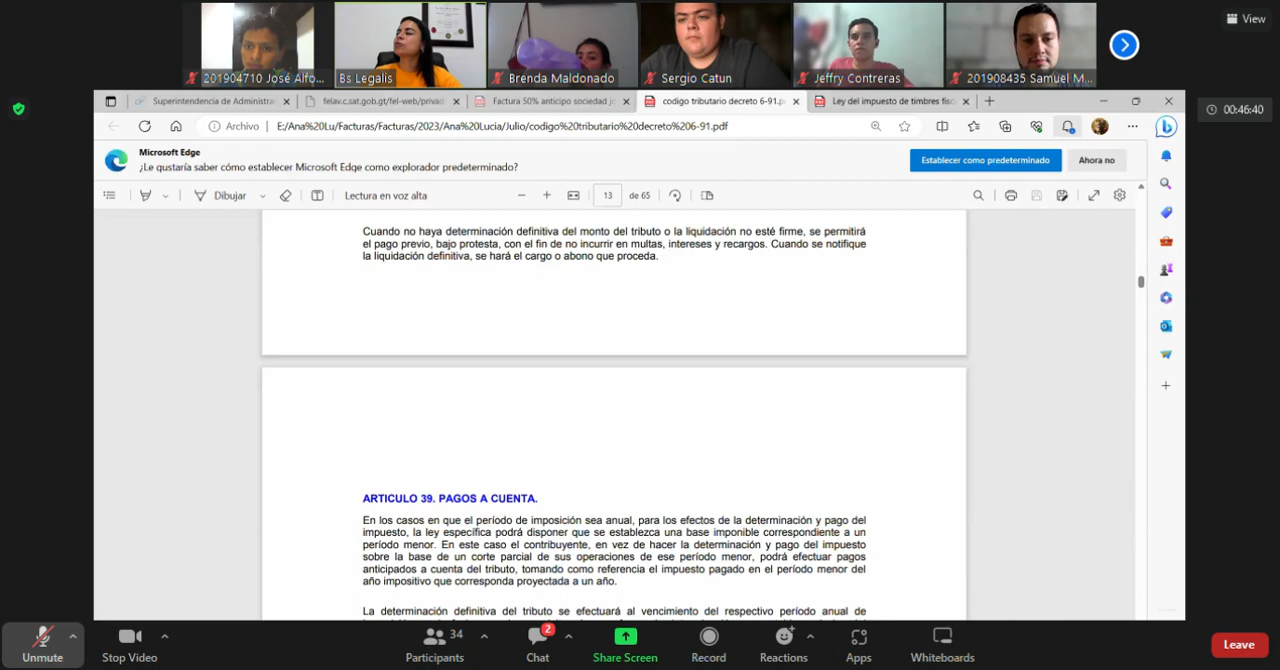 View
201904710 José Alfo...
Bs Legalis
Brenda Maldonado
Sergio Catun
Jeffry Contreras
201908435 Samuel M...
00:46:40
Superintendencia de Administrac
felav.c.sat.gob.gt/fel-web/privad
Factura 50% anticipo sociedad jo
codigo tributario decreto 6-91.pd
Ley del impuesto de timbres fisc
Archivo
E:/Ana%20Lu/Facturas/Facturas/2023/Ana%20Lucia/Julio/codigo%20tributario%20decreto%206-91.pdf
Microsoft Edge
¿Le gustaría saber cómo establecer Microsoft Edge como explorador predeterminado?
Establecer como predeterminado
Ahora no
Dibujar
Lectura en voz alta
13
de 65
Cuando no haya determinación definitiva del monto del tributo o la liquidación no esté firme, se permitirá
el pago previo, bajo protesta, con el fin de no incurrir en multas, intereses y recargos. Cuando se notifique
la liquidación definitiva, se hará el cargo o abono que proceda.
ARTICULO 39. PAGOS A CUENTA.
En los casos en que el período de imposición sea anual, para los efectos de la determinación y pago del
impuesto, la ley específica podrá disponer que se establezca una base imponible correspondiente a un
período menor. En este caso el contribuyente, en vez de hacer la determinación y pago del impuesto
sobre la base de un corte parcial de sus operaciones de ese período menor, podrá efectuar pagos
anticipados a cuenta del tributo, tomando como referencia el impuesto pagado en el período menor del
año impositivo que corresponda proyectada a un año.
La determinación definitiva del tributo se efectuará al vencimiento del respectivo período anual de
Unmute
Stop Video
34
Participants
2
Chat
Share Screen
Record
Reactions
Apps
Whiteboards
Leave